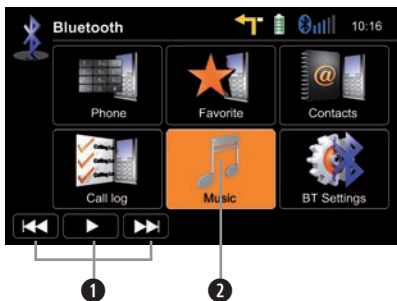 Bluetooth 10:16
Phone Favorite Contacts
Call log Music BT Settings
1 2